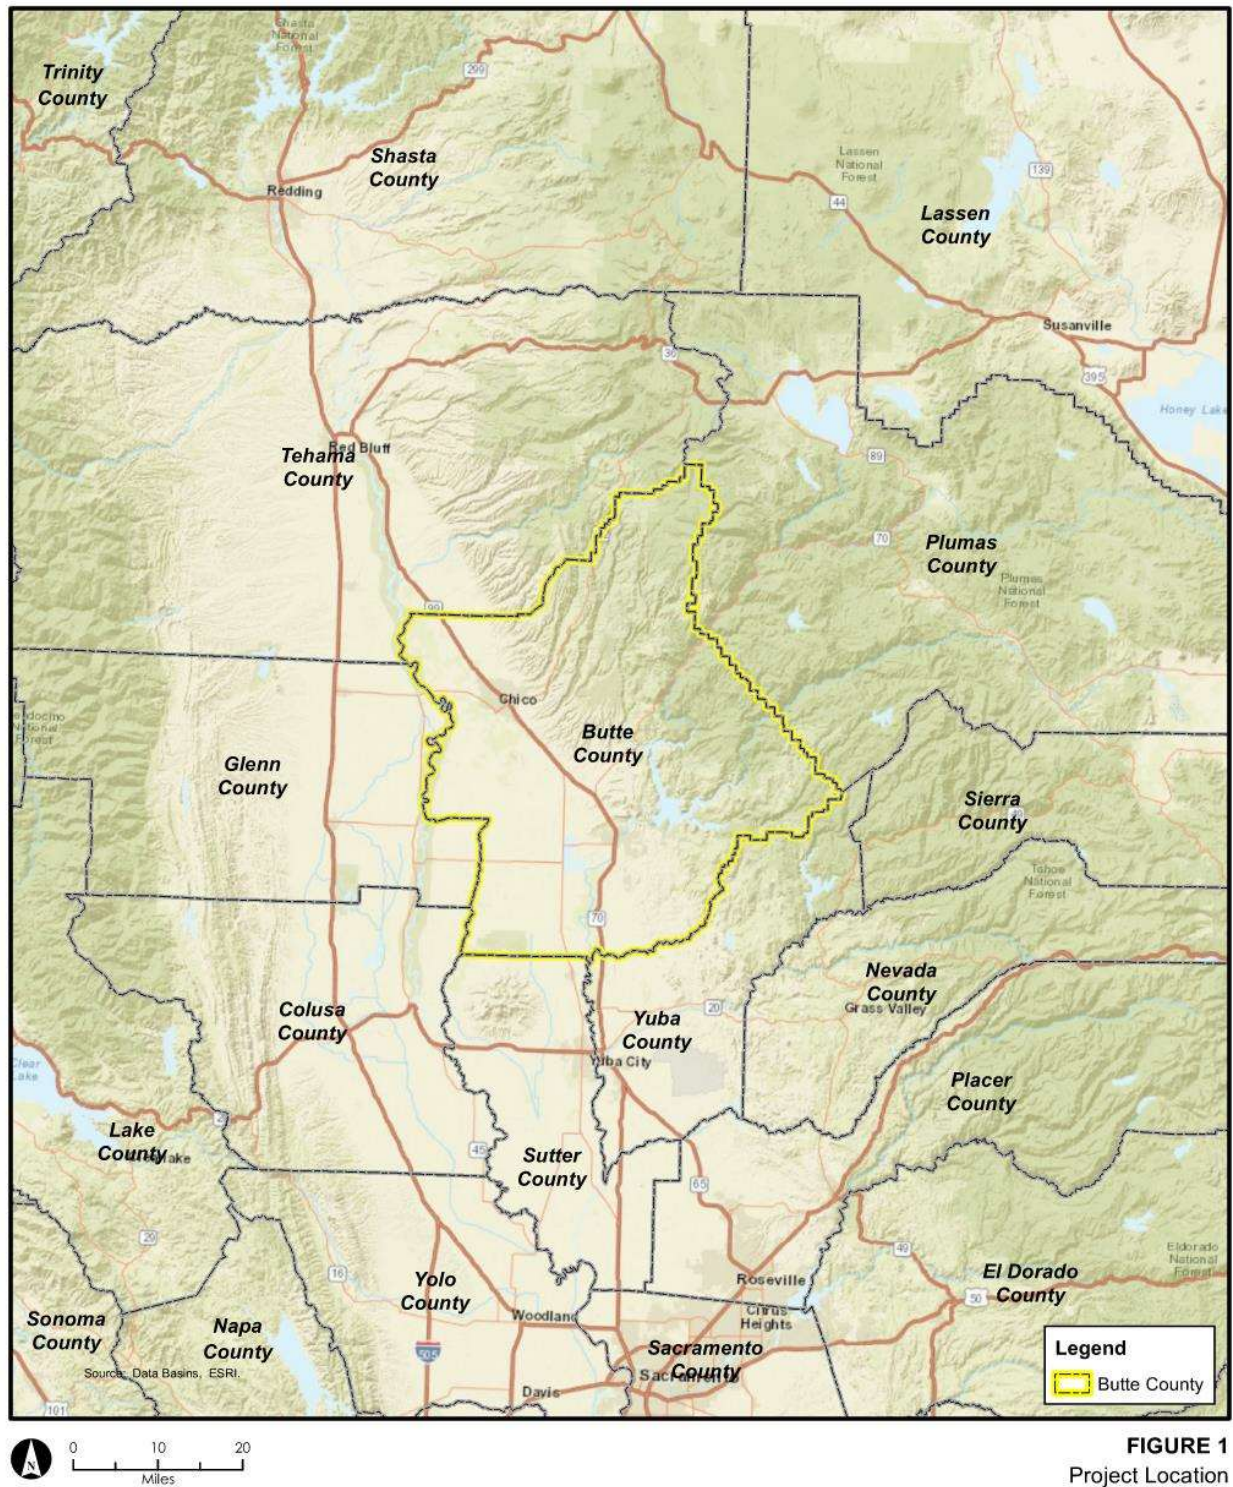 Shasta
National
Forest
Trinity
County
299
Shasta
County
Lassen
National
Forest
139
Redding
44
Lassen
County
Susanville
36
395
Honey Lake
Red Bluff
Tehama
County
89
70
Plumas
County
Plumas
National
Forest
99
Chico
Butte
County
National
Forest
Glenn
County
Sierra
County
Tahoe
National
Forest
70
Nevada
County
Grass Valley
Colusa
County
20
Yuba
County
Yuba City
Clear
Lake
Placer
County
Lake
County
45
Sutter
County
65
29
16
49
Eldorado
National
Forest
Yolo
County
Roseville
El Dorado
County
50
Woodland
Citrus
Heights
Sonoma
County
Napa
County
505
Sacramento
County
Sacramento
Source: Data Basins, ESRI.
Davis
101
Legend
Butte County
N
0 10 20
Miles
FIGURE 1
Project Location